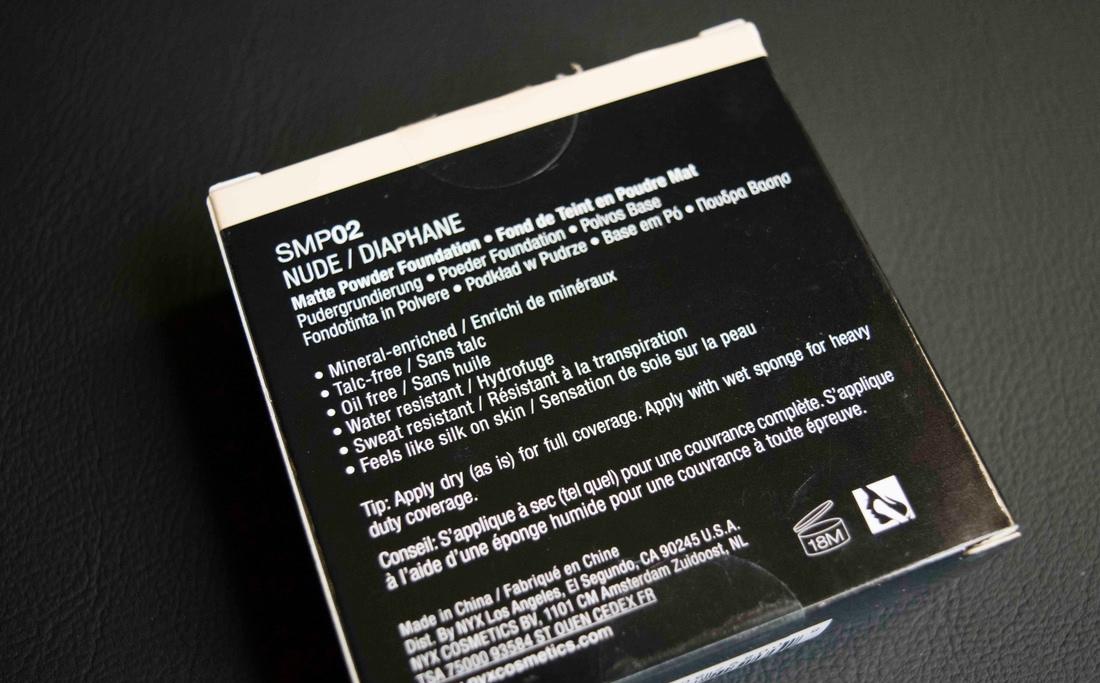 SMP02
NUDE / DIAPHANE
Matte Powder Foundation • Fond de Teint en Poudre Mat
Pudergrundierung • Poeder Foundation • Polvos Base
Fondotinta in Polvere • Podkład w Pudrze • Base em Pó • Πουδρα Βαση
• Mineral-enriched / Enrichi de minéraux
• Talc-free / Sans talc
• Oil free / Sans huile
• Water resistant / Hydrofuge
• Sweat resistant / Résistant à la transpiration
• Feels like silk on skin / Sensation de soie sur la peau
Tip: Apply dry (as is) for full coverage. Apply with wet sponge for heavy
duty coverage.
Conseil: S'applique à sec (tel quel) pour une couvrance complète. S'applique
à l'aide d'une éponge humide pour une couvrance à toute épreuve.
18M
Made in China / Fabriqué en Chine
Dist. By NYX Los Angeles, El Segundo, CA 90245 U.S.A.
NYX COSMETICS BV, 1101 CM Amsterdam Zuidoost, NL
TSA 75000 93584 ST OUEN CEDEX FR
nyxcosmetics.com